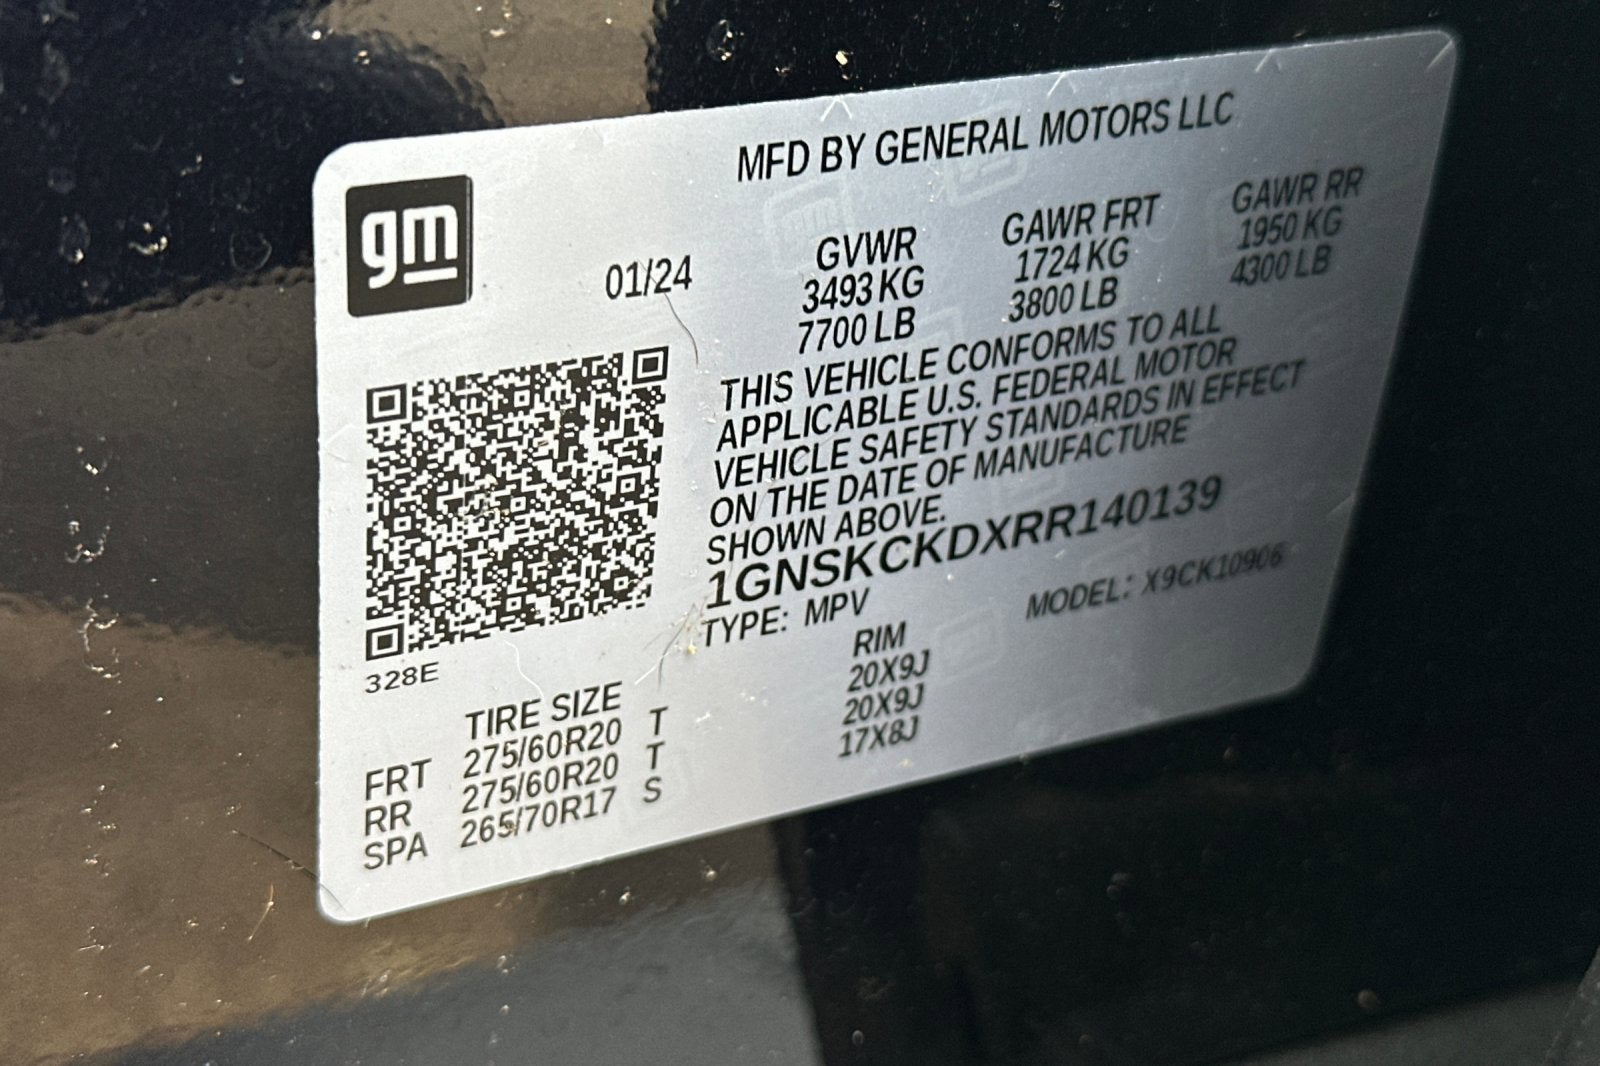 MFD BY GENERAL MOTORS LLC
gm
01/24
GVWR GAWR FRT GAWR RR
3493 KG 1724 KG 1950 KG
7700 LB 3800 LB 4300 LB
THIS VEHICLE CONFORMS TO ALL
APPLICABLE U.S. FEDERAL MOTOR
VEHICLE SAFETY STANDARDS IN EFFECT
ON THE DATE OF MANUFACTURE
SHOWN ABOVE.
1GNSKCKDXRR140139
TYPE: MPV MODEL: X9CK10906
328E
TIRE SIZE RIM
FRT 275/60R20 T 20X9J
RR 275/60R20 T 20X9J
SPA 265/70R17 S 17X8J